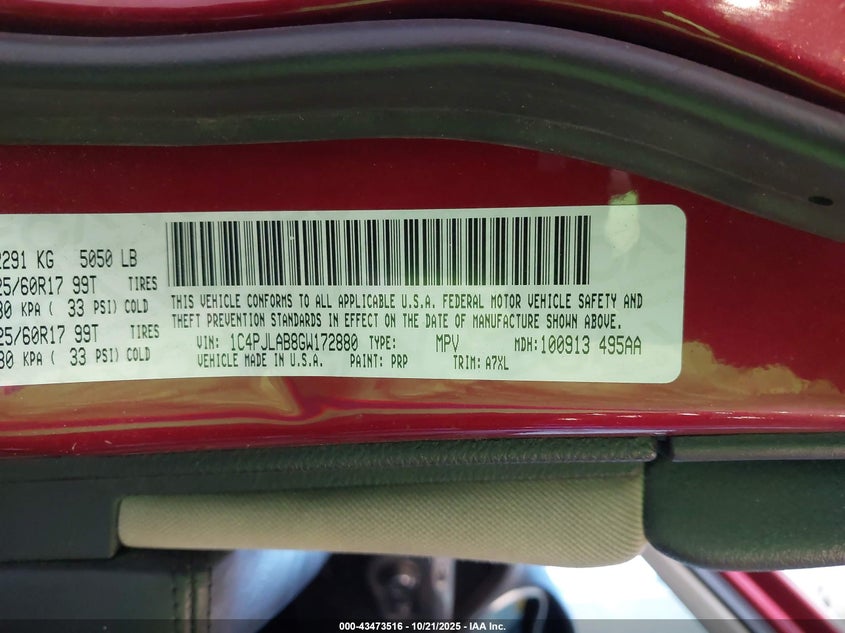 2291 KG 5050 LB
25/60R17 99T TIRES
30 KPA ( 33 PSI) COLD
25/60R17 99T TIRES
30 KPA ( 33 PSI) COLD
THIS VEHICLE CONFORMS TO ALL APPLICABLE U.S.A. FEDERAL MOTOR VEHICLE SAFETY AND
THEFT PREVENTION STANDARDS IN EFFECT ON THE DATE OF MANUFACTURE SHOWN ABOVE.
VIN: 1C4PJLAB8GW172880 TYPE: MPV MDH: 100913 495AA
VEHICLE MADE IN U.S.A. PAINT: PRP TRIM: A7XL
000-43473516 - 10/21/2025 - IAA Inc.